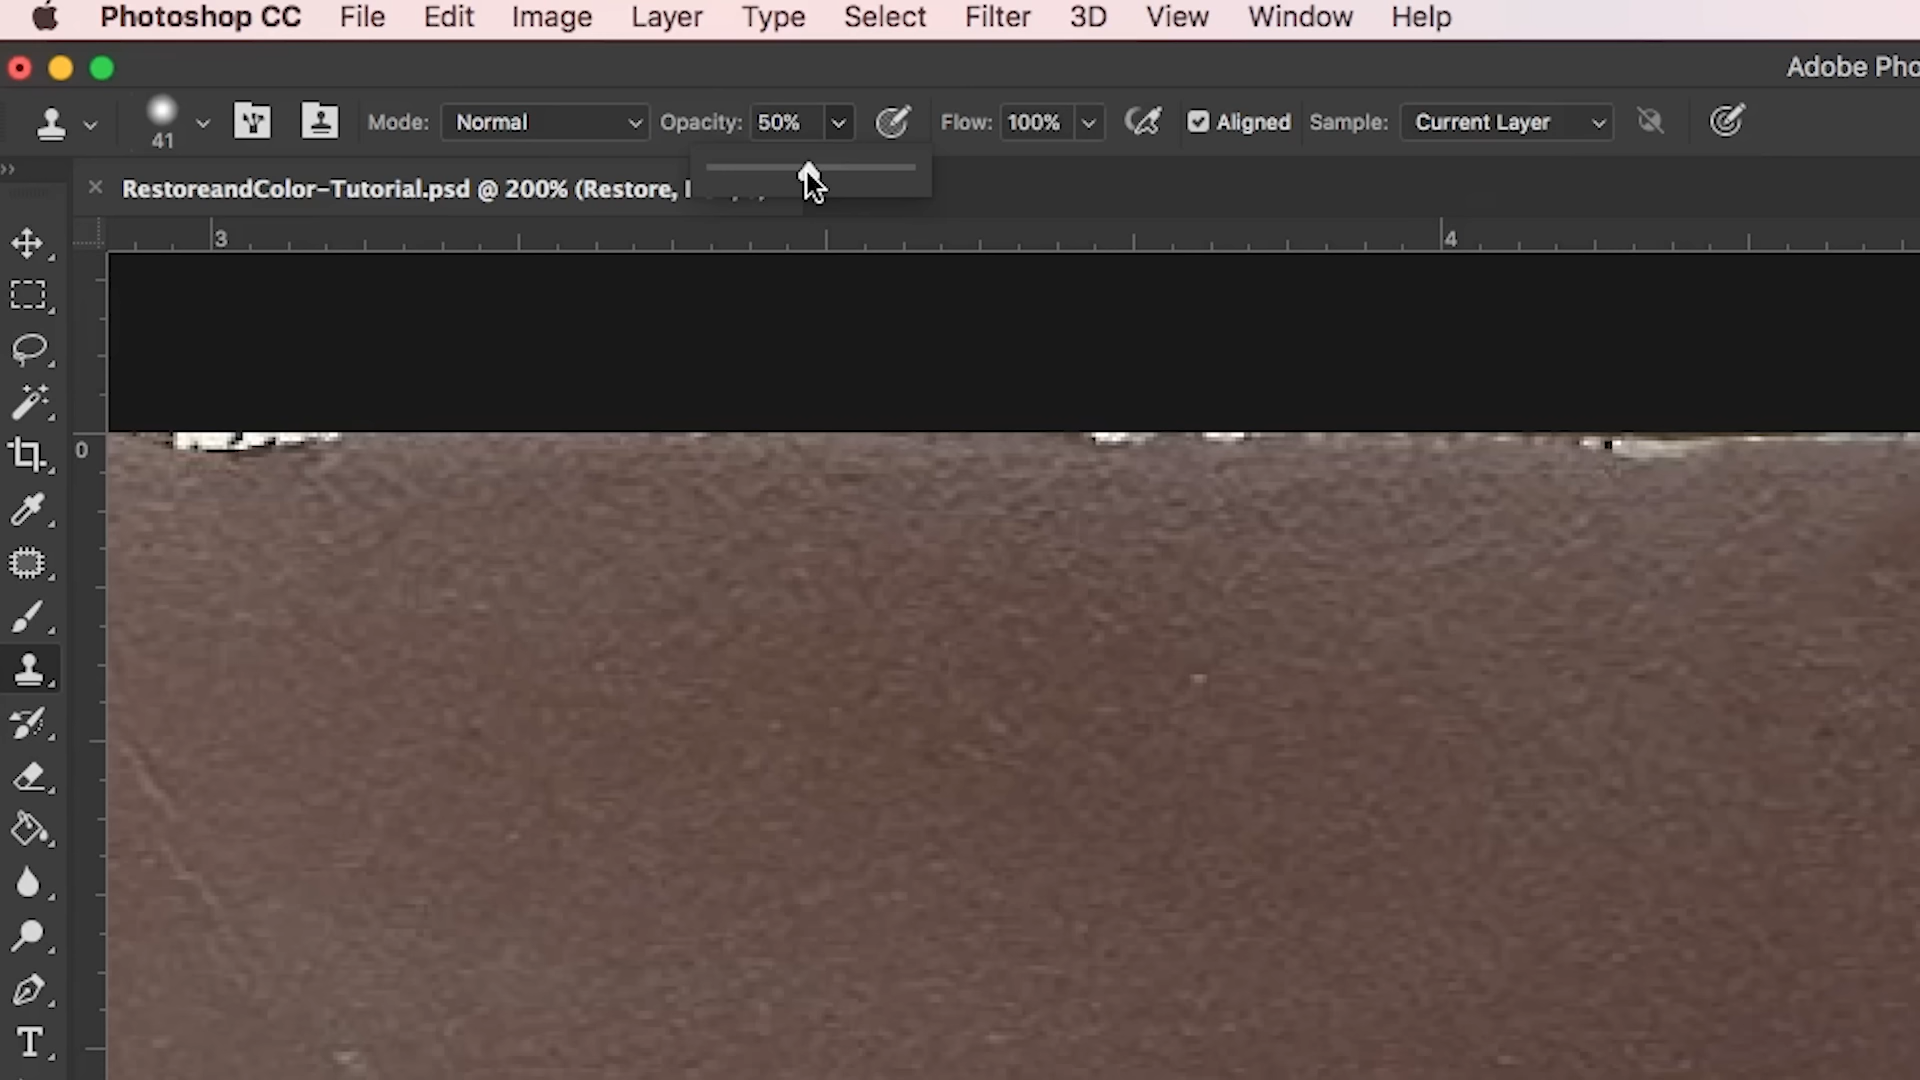 Photoshop CC File Edit Image Layer Type Select Filter 3D View Window Help
Adobe Pho
41 Mode: Normal Opacity: 50% Flow: 100% Aligned Sample: Current Layer
RestoreandColor-Tutorial.psd @ 200% (Restore,
3 4
0